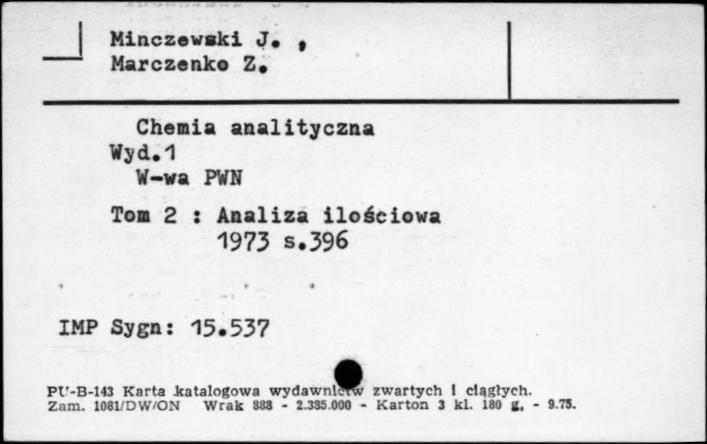 Minczewski J. ,
Marczenko Z.
Chemia analityczna
Wyd.1
W-wa PWN
Tom 2 : Analiza ilościowa
1973 s.396
IMP Sygn: 15.537
PU-B-143 Karta katalogowa wydawnictw zwartych i ciągłych.
Zam. 1081/DW/ON Wrak 888 - 2.335.000 - Karton 3 kl. 180 g, - 9.75.